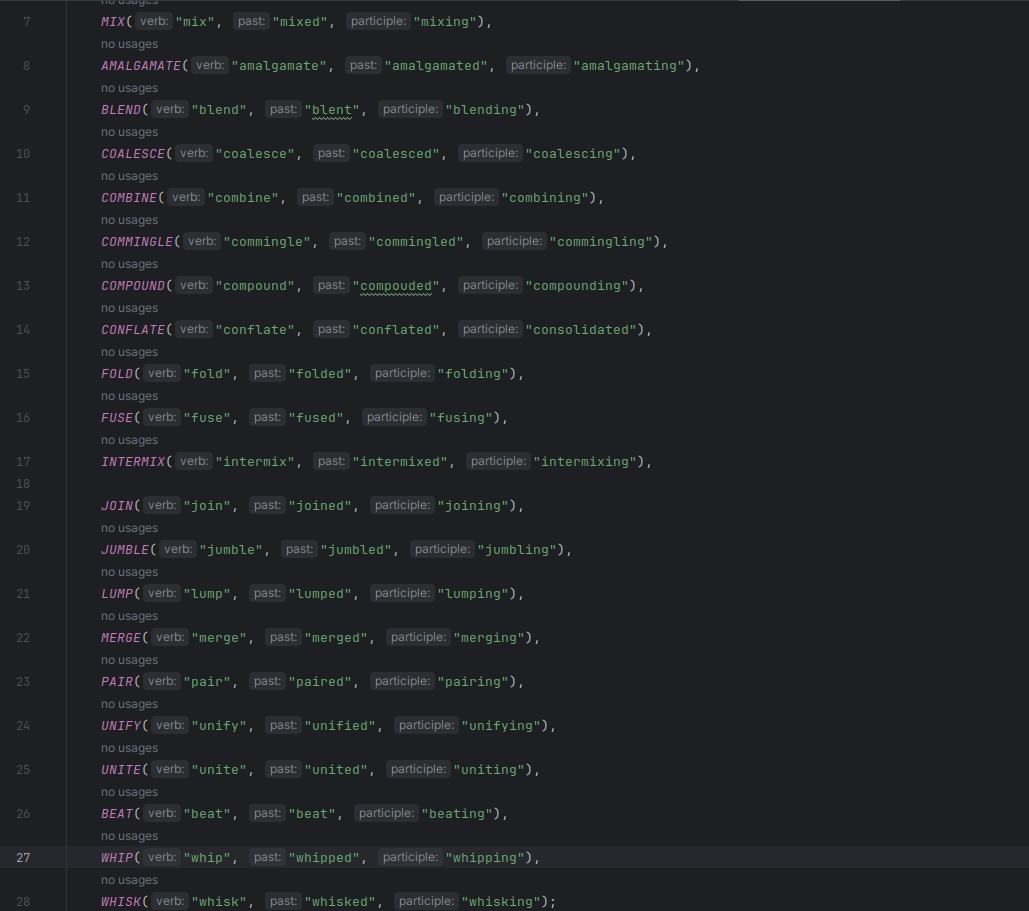 no usages
7 MIX( verb: "mix", past: "mixed", participle: "mixing"),
no usages
8 AMALGAMATE( verb: "amalgamate", past: "amalgamated", participle: "amalgamating"),
no usages
9 BLEND( verb: "blend", past: "blent", participle: "blending"),
no usages
10 COALESCE( verb: "coalesce", past: "coalesced", participle: "coalescing"),
no usages
11 COMBINE( verb: "combine", past: "combined", participle: "combining"),
no usages
12 COMMINGLE( verb: "commingle", past: "commingled", participle: "commingling"),
no usages
13 COMPOUND( verb: "compound", past: "compouded", participle: "compounding"),
no usages
14 CONFLATE( verb: "conflate", past: "conflated", participle: "consolidated"),
no usages
15 FOLD( verb: "fold", past: "folded", participle: "folding"),
no usages
16 FUSE( verb: "fuse", past: "fused", participle: "fusing"),
no usages
17 INTERMIX( verb: "intermix", past: "intermixed", participle: "intermixing"),
18
19 JOIN( verb: "join", past: "joined", participle: "joining"),
no usages
20 JUMBLE( verb: "jumble", past: "jumbled", participle: "jumbling"),
no usages
21 LUMP( verb: "lump", past: "lumped", participle: "lumping"),
no usages
22 MERGE( verb: "merge", past: "merged", participle: "merging"),
no usages
23 PAIR( verb: "pair", past: "paired", participle: "pairing"),
no usages
24 UNIFY( verb: "unify", past: "unified", participle: "unifying"),
no usages
25 UNITE( verb: "unite", past: "united", participle: "uniting"),
no usages
26 BEAT( verb: "beat", past: "beat", participle: "beating"),
no usages
27 WHIP( verb: "whip", past: "whipped", participle: "whipping"),
no usages
28 WHISK( verb: "whisk", past: "whisked", participle: "whisking");